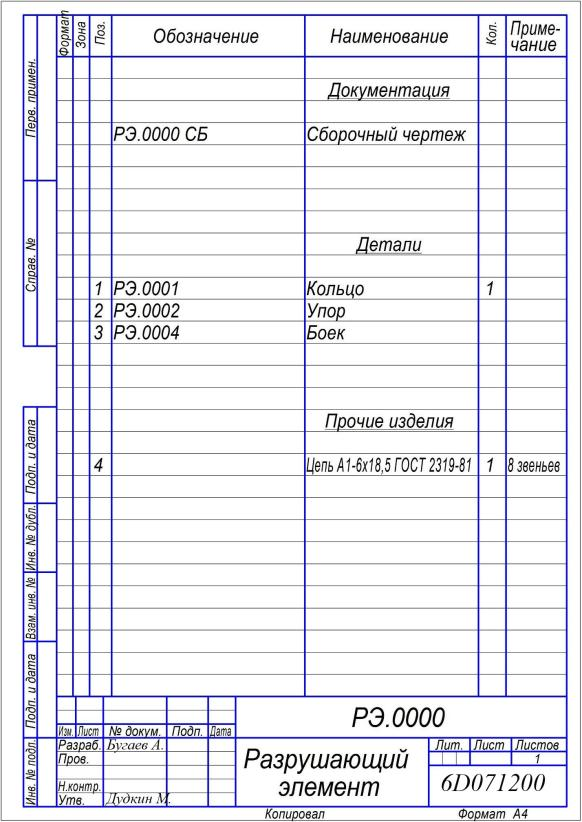 Перв. примен.
Справ. №
Подп. и дата
Инв. № дубл.
Взам. инв. №
Подп. и дата
Инв. № подл.
Формат Зона Поз. Обозначение Наименование Кол. Приме-
чание
Документация
РЭ.0000 СБ Сборочный чертеж
Детали
1 РЭ.0001 Кольцо 1
2 РЭ.0002 Упор
3 РЭ.0004 Боек
Прочие изделия
4 Цепь А1-6х18,5 ГОСТ 2319-81 1 8 звеньев
РЭ.0000
Изм. Лист № докум. Подп. Дата
Разраб. Бугаев А.
Пров.
Н.контр.
Утв. Дудкин М.
Разрушающий
элемент
Лит. Лист Листов
1
6D071200
Копировал Формат А4